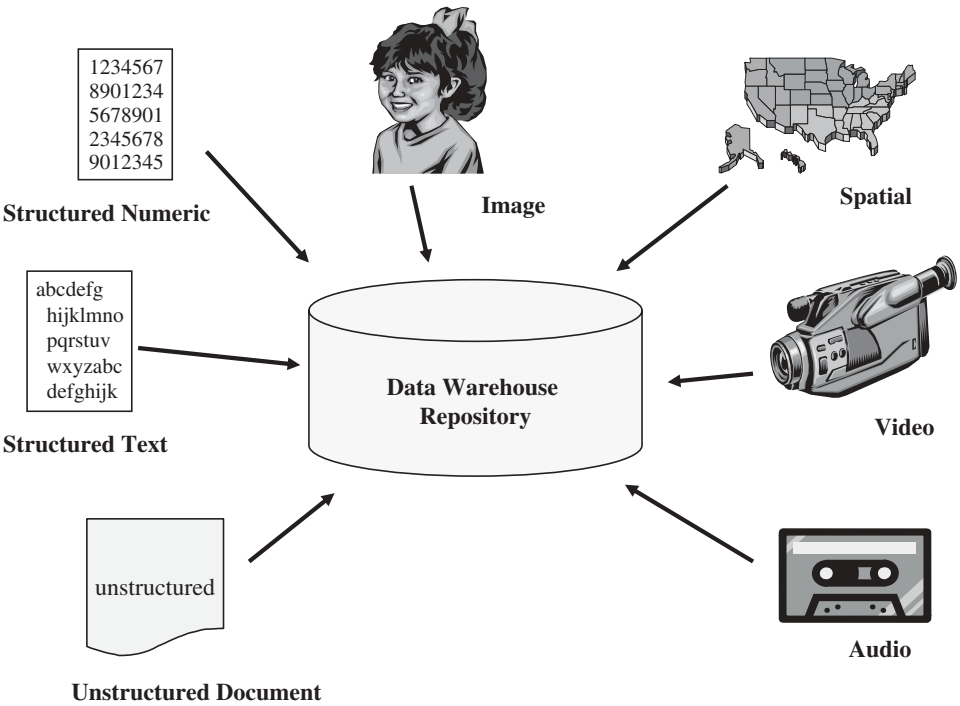 1234567
8901234
5678901
2345678
9012345
Structured Numeric
Image
Spatial
abcdefg
hijklmno
pqrstuv
wxyzabc
defghijk
Structured Text
Data Warehouse
Repository
Video
unstructured
Unstructured Document
Audio